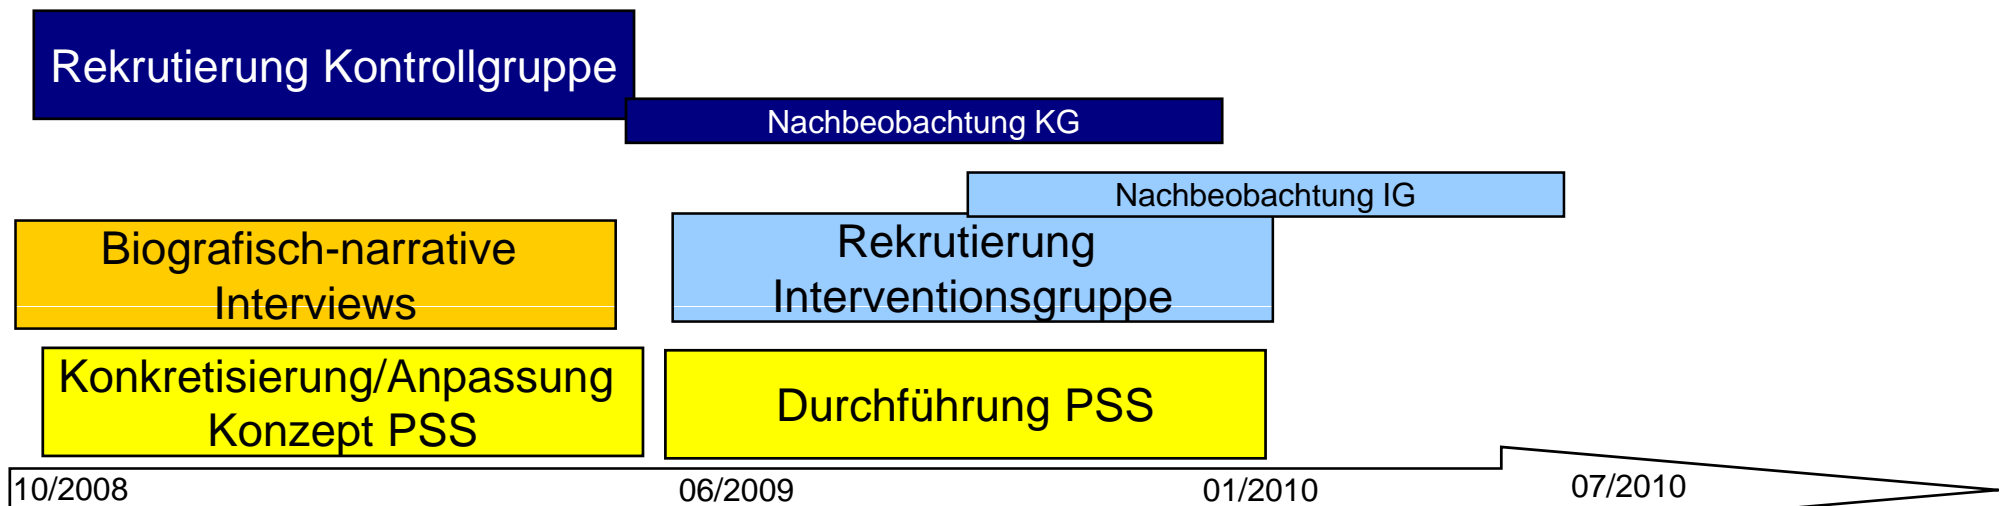 Rekrutierung Kontrollgruppe
Nachbeobachtung KG
Nachbeobachtung IG
Biografisch-narrative
Interviews
Rekrutierung
Interventionsgruppe
Konkretisierung/Anpassung
Konzept PSS
Durchführung PSS
10/2008
06/2009
01/2010
07/2010